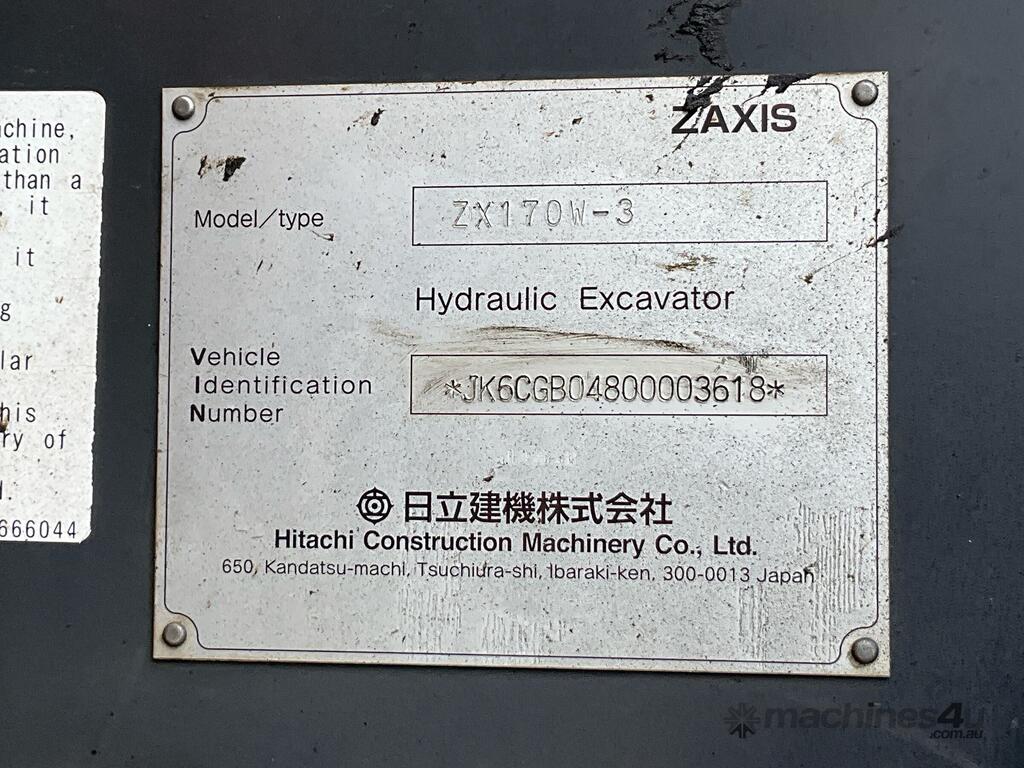 achine,
ation
than a
it
it
g
lar
his
ry of
666044
ZAXIS
Model/type
ZX170W-3
Hydraulic Excavator
Vehicle
Identification
Number
*JK6CGB04800003618*
日立建機株式会社
Hitachi Construction Machinery Co., Ltd.
650, Kandatsu-machi, Tsuchiura-shi, Ibaraki-ken, 300-0013 Japan
machines4u
.com.au